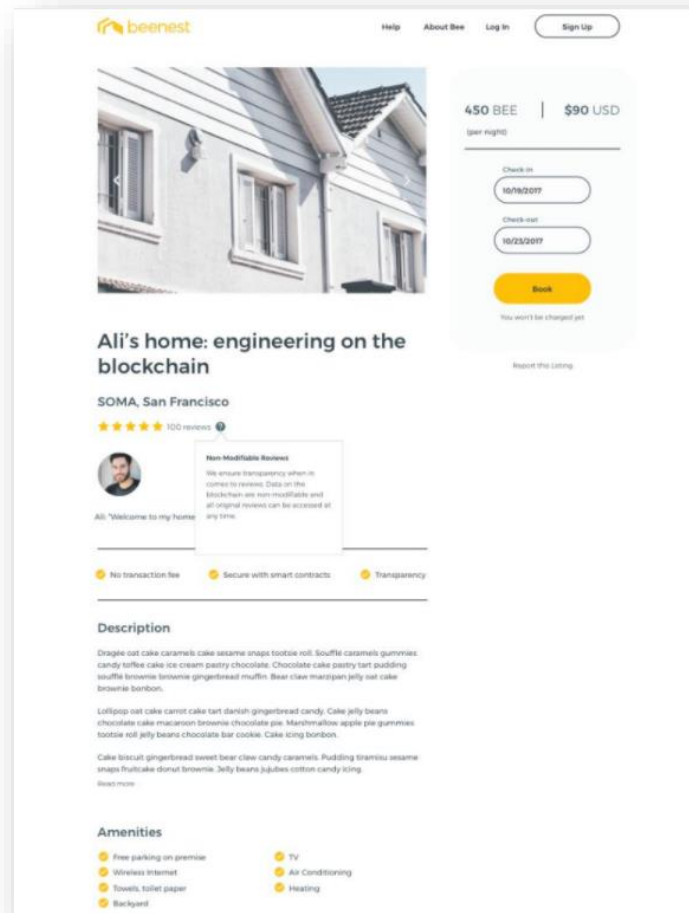 beenest
Help About Bee Log In Sign Up
450 BEE | $90 USD
(per night)
Check in
10/19/2017
Check-out
10/23/2017
Book
You won't be charged yet
Report this Listing
Ali's home: engineering on the
blockchain
SOMA, San Francisco
100 reviews ?
Non-Modifiable Reviews
We ensure transparency when in
comes to reviews. Data on the
blockchain are non-modifiable and
all original reviews can be accessed at
any time.
Ali: "Welcome to my home
No transaction fee Secure with smart contracts Transparency
Description
Dragée oat cake caramels cake sesame snaps tootsie roll. Soufflé caramels gummies
candy toffee cake ice cream pastry chocolate. Chocolate cake pastry tart pudding
soufflé brownie brownie gingerbread muffin. Bear claw marzipan jelly oat cake
brownie bonbon.
Lollipop oat cake carrot cake tart danish gingerbread candy. Cake jelly beans
chocolate cake macaroon brownie chocolate pie. Marshmallow apple pie gummies
tootsie roll jelly beans chocolate bar cookie. Cake icing bonbon.
Cake biscuit gingerbread sweet bear claw candy caramels. Pudding tiramisu sesame
snaps fruitcake donut brownie. Jelly beans jujubes cotton candy icing.
Read more
Amenities
Free parking on premise TV
Wireless Internet Air Conditioning
Towels, toilet paper Heating
Backyard